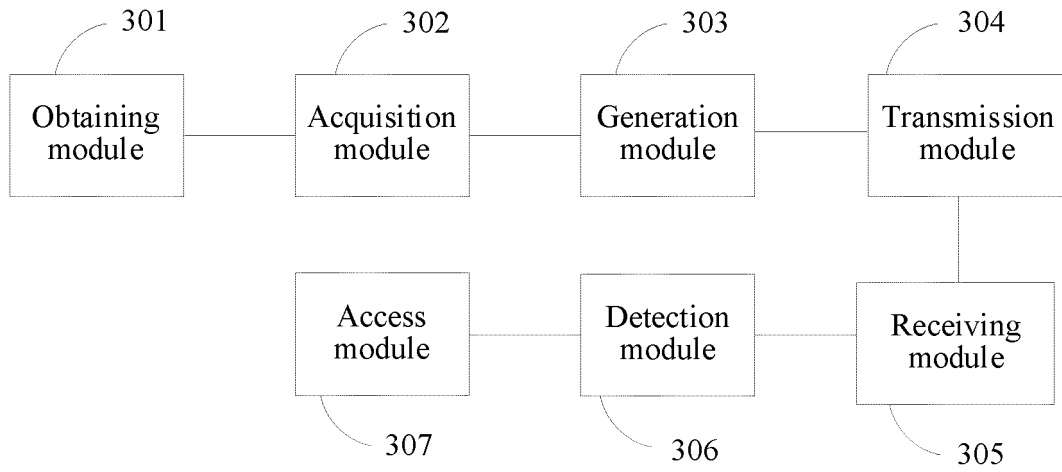 301
302
303
304
Obtaining
module
Acquisition
module
Generation
module
Transmission
module
Access
module
Detection
module
Receiving
module
307
306
305